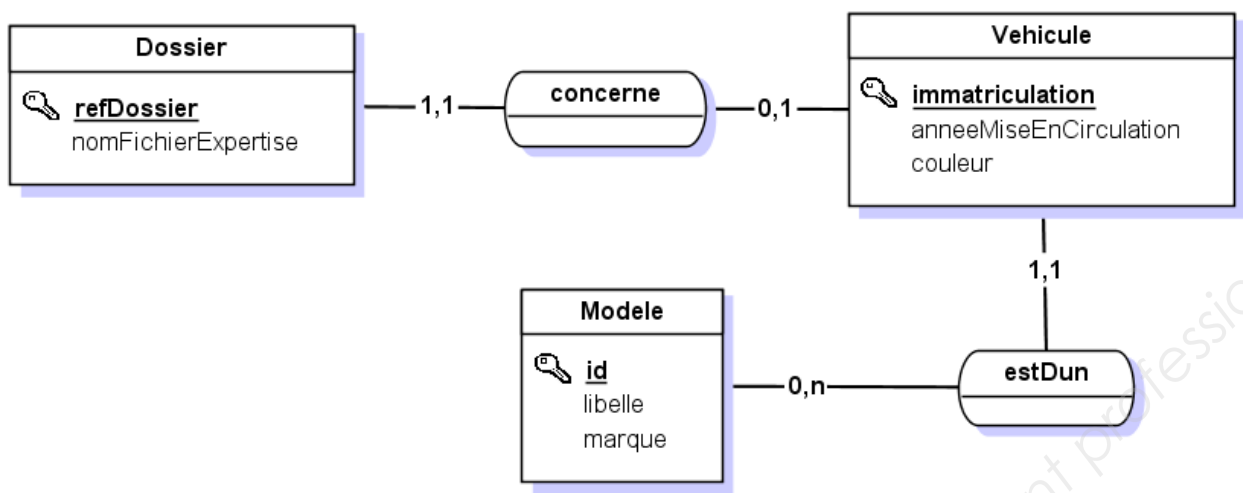 Dossier
refDossier
nomFichierExpertise
1,1
concerne
0,1
Vehicule
immatriculation
anneeMiseEnCirculation
couleur
1,1
Modele
id
libelle
marque
0,n
estDun